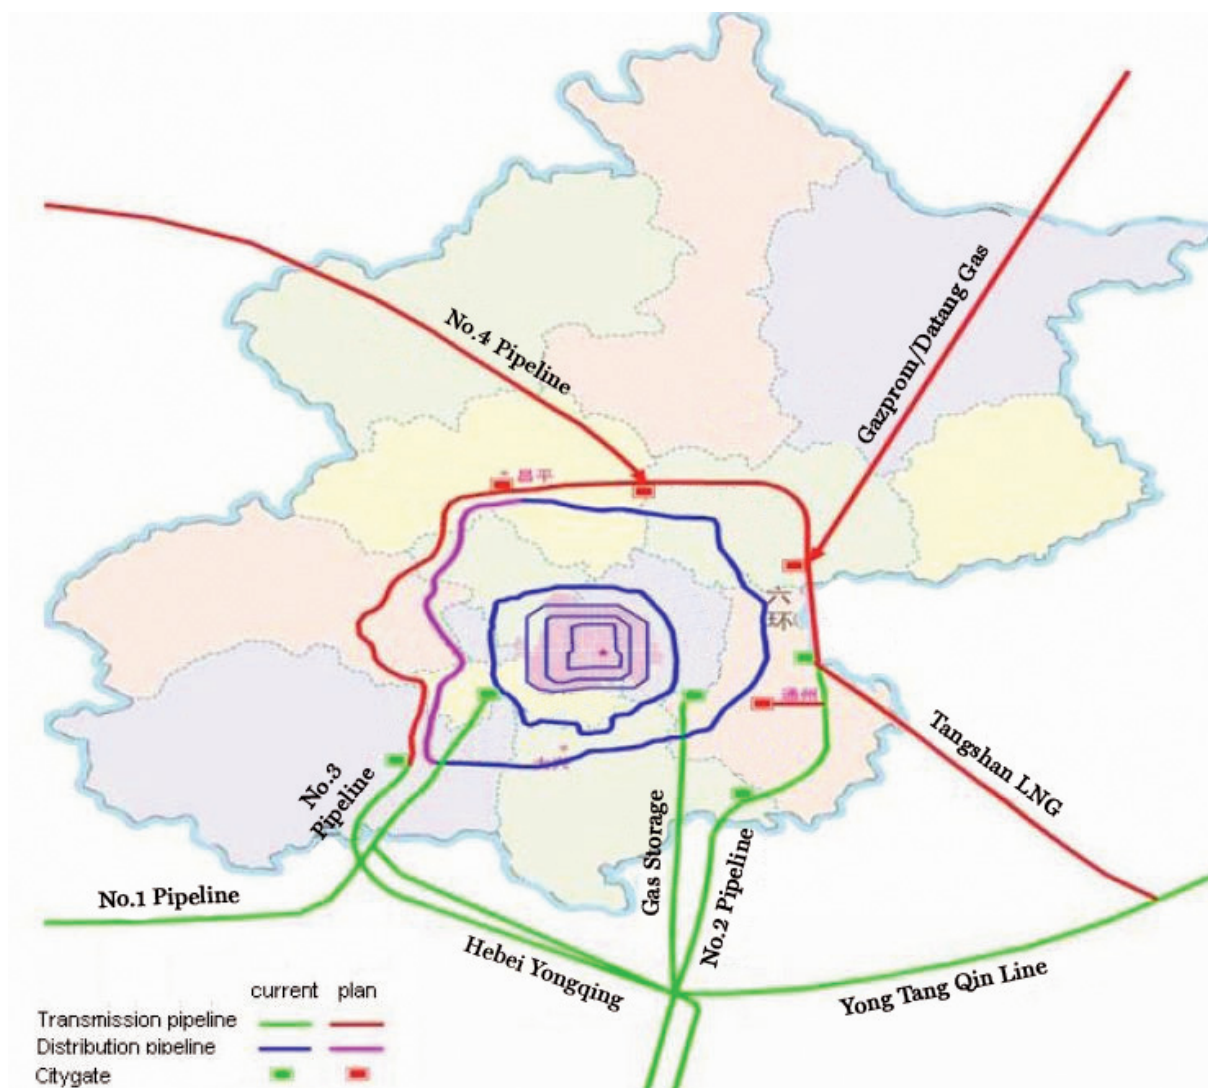 No.4 Pipeline
Gazprom/Datang Gas
昌平
六
环
通州
Tangshan LNG
No.3
Pipeline
Gas Storage
No.2 Pipeline
No.1 Pipeline
Hebei Yongqing
Yong Tang Qin Line
current plan
Transmission pipeline
Distribution pipeline
Citygate